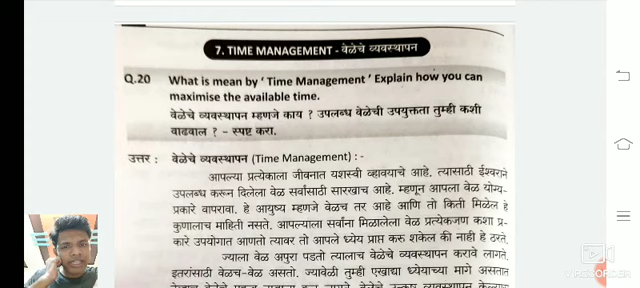 7. TIME MANAGEMENT - वेळेचे व्यवस्थापन
Q.20 What is mean by ' Time Management ' Explain how you can
maximise the available time.
वेळेचे व्यवस्थापन म्हणजे काय ? उपलब्ध वेळेची उपयुक्तता तुम्ही कशी
वाढवाल ? - स्पष्ट करा.
उत्तर : वेळेचे व्यवस्थापन (Time Management) : -
आपल्या प्रत्येकाला जीवनात यशस्वी व्हावयाचे आहे. त्यासाठी ईश्वराने
उपलब्ध करून दिलेला वेळ सर्वांसाठी सारखाच आहे. म्हणून आपला वेळ योग्य-
प्रकारे वापरावा. हे आयुष्य म्हणजे वेळ तर आहे आणि तो किती मिळेल हे
कुणालाच माहिती नसते. आपल्याला सर्वांना मिळालेला वेळ प्रत्येकजण कशा प्र-
कारे उपयोगात आणतो त्यावर तो आपले ध्येय प्राप्त करु शकेल की नाही हे ठरते.
ज्याला वेळ अपुरा पडतो त्यालाच वेळेचे व्यवस्थापन करावे लागते.
इतरांसाठी वेळच-वेळ असतो. ज्यावेळी तुम्ही एखाद्या ध्येयाच्या मागे असतात
RECORDER